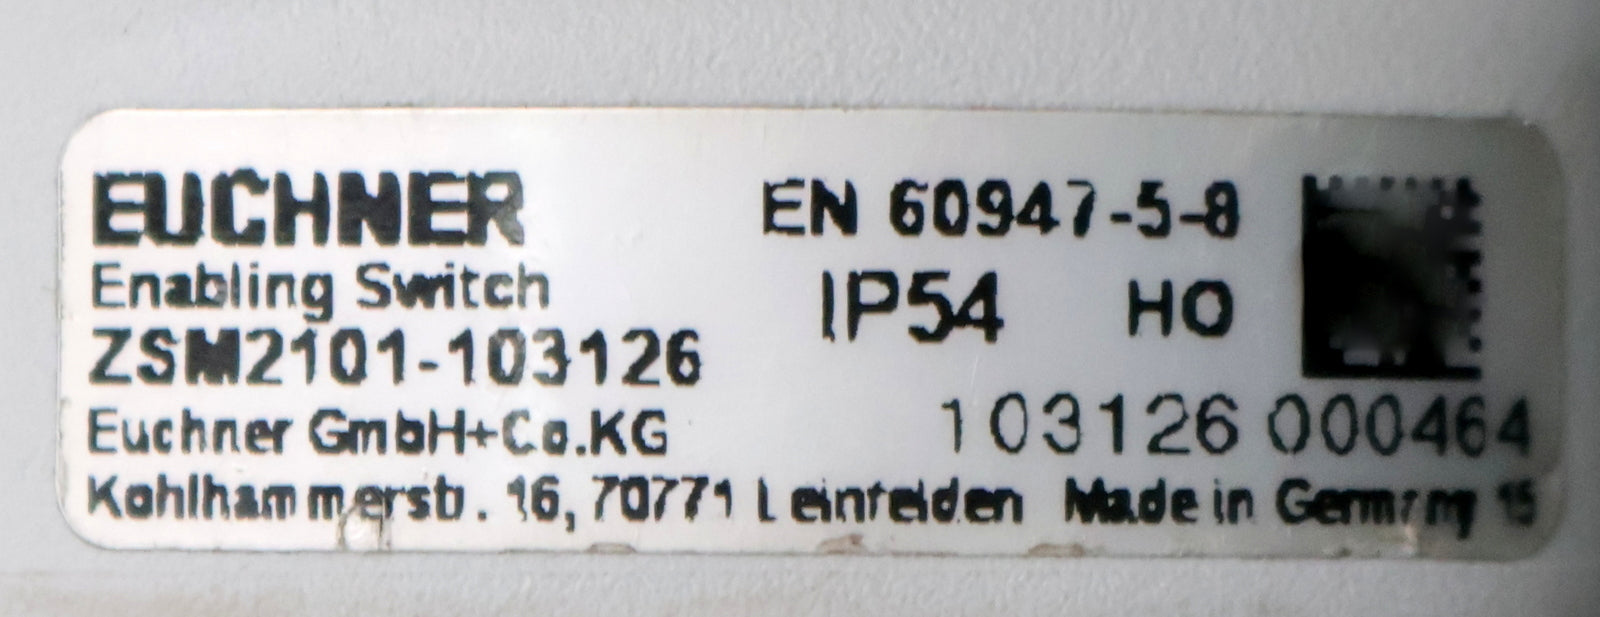 EUCHNER
Enabling Switch
ZSM2101-103126
Euchner GmbH+Co.KG
Kohlhammerstr. 16, 70771 Leinfelden Made in Germany 15
EN 60947-5-8
IP54 HO
103126 000464